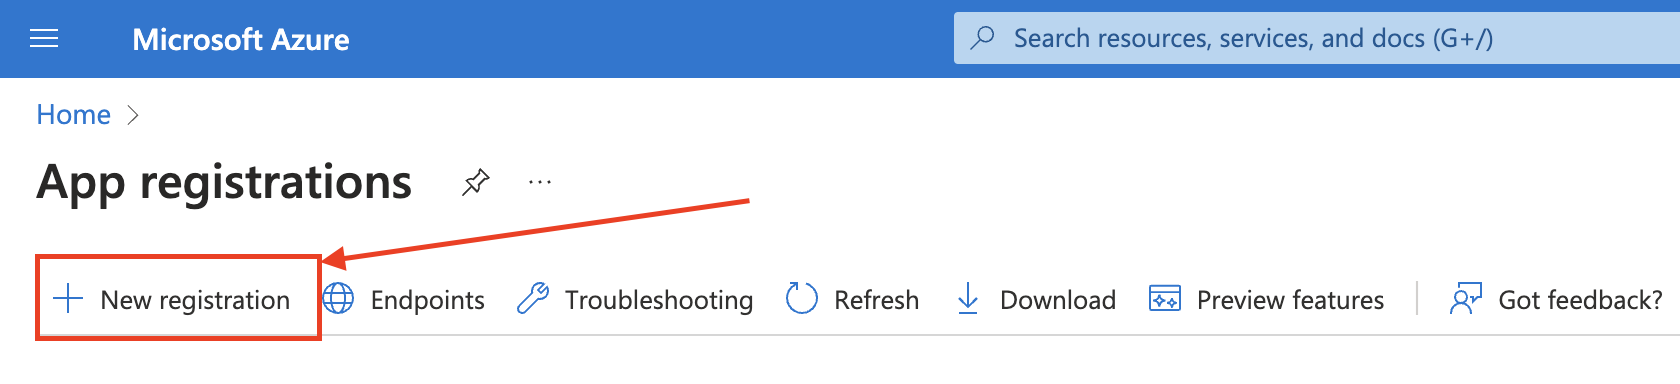 Microsoft Azure
Search resources, services, and docs (G+/)
Home
App registrations
New registration
Endpoints
Troubleshooting
Refresh
Download
Preview features
Got feedback?